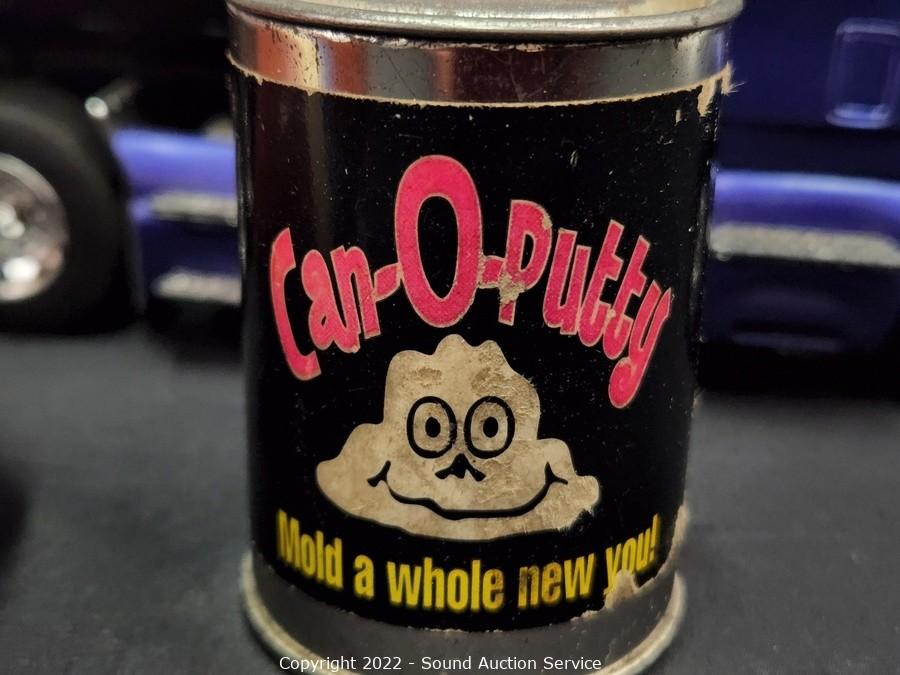 Can-O-Putty
Mold a whole new you!
Copyright 2022 - Sound Auction Service